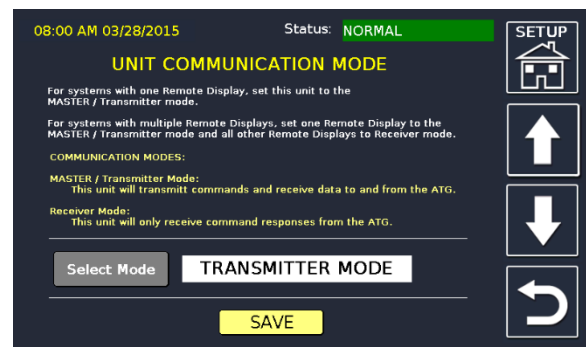 08:00 AM 03/28/2015 Status: NORMAL SETUP
UNIT COMMUNICATION MODE
For systems with one Remote Display, set this unit to the
MASTER / Transmitter mode.
For systems with multiple Remote Displays, set one Remote Display to the
MASTER / Transmitter mode and all other Remote Displays to Receiver mode.
COMMUNICATION MODES:
MASTER / Transmitter Mode:
This unit will transmitt commands and receive data to and from the ATG.
Receiver Mode:
This unit will only receive command responses from the ATG.
Select Mode TRANSMITTER MODE
SAVE